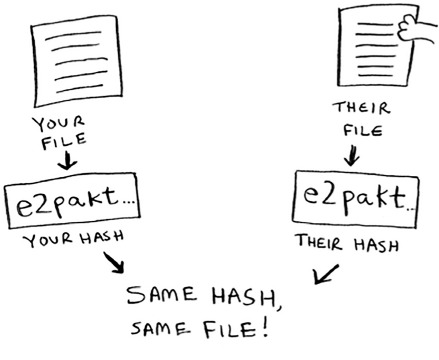 YOUR
FILE
THEIR
FILE
e2pakt...
e2pakt...
YOUR HASH
THEIR HASH
SAME HASH,
SAME FILE!